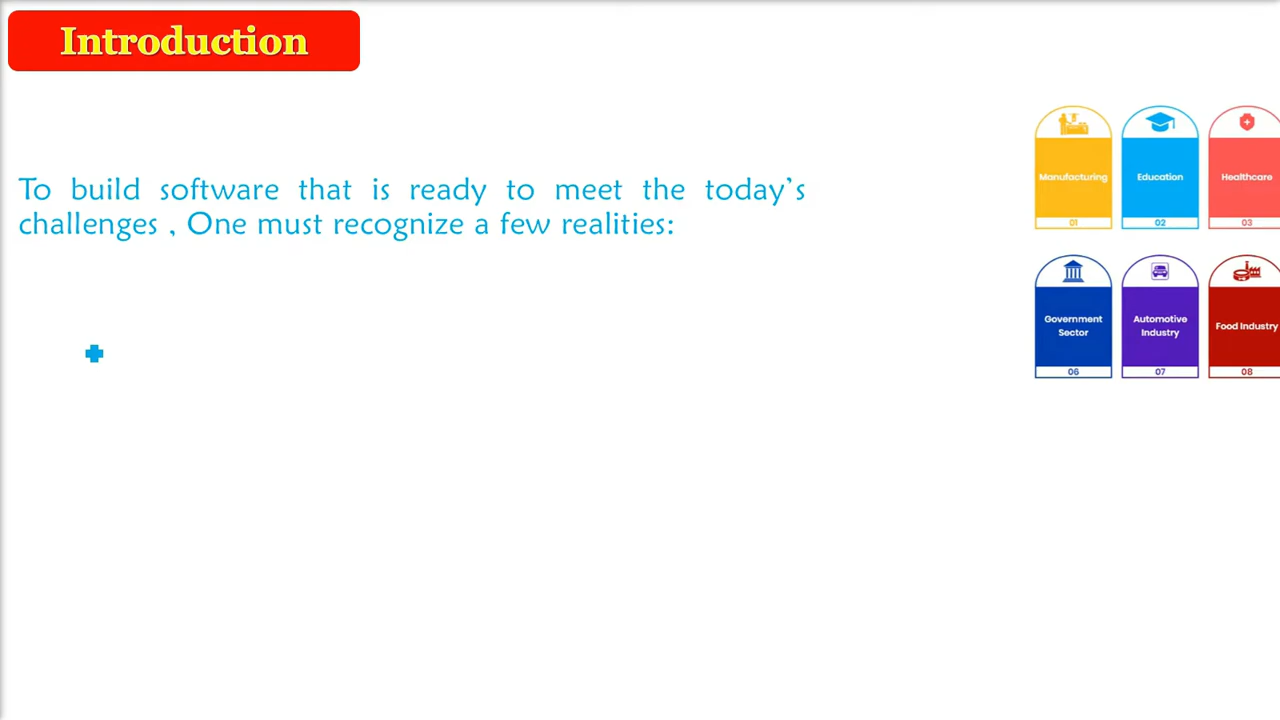 Introduction
To build software that is ready to meet the today's
challenges , One must recognize a few realities:
Manufacturing
01
Education
02
Healthcare
03
Government
Sector
06
Automotive
Industry
07
Food Industry
08